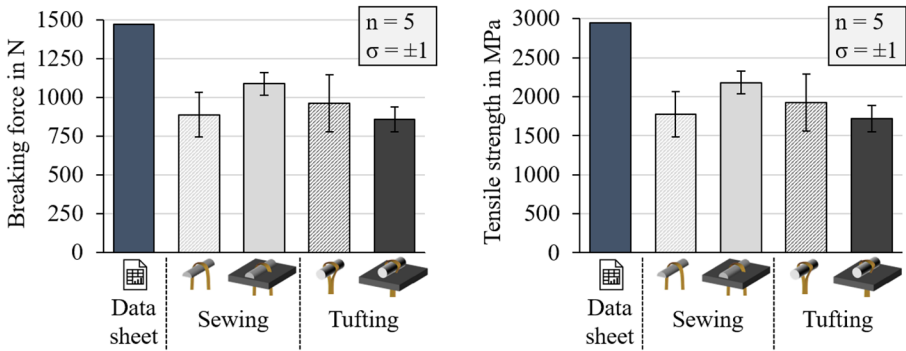 Breaking force in N
1500
1250
1000
750
500
250
0
n = 5
σ = ±1
Data
sheet
Sewing
Tufting
Tensile strength in MPa
3000
2500
2000
1500
1000
500
0
n = 5
σ = ±1
Data
sheet
Sewing
Tufting